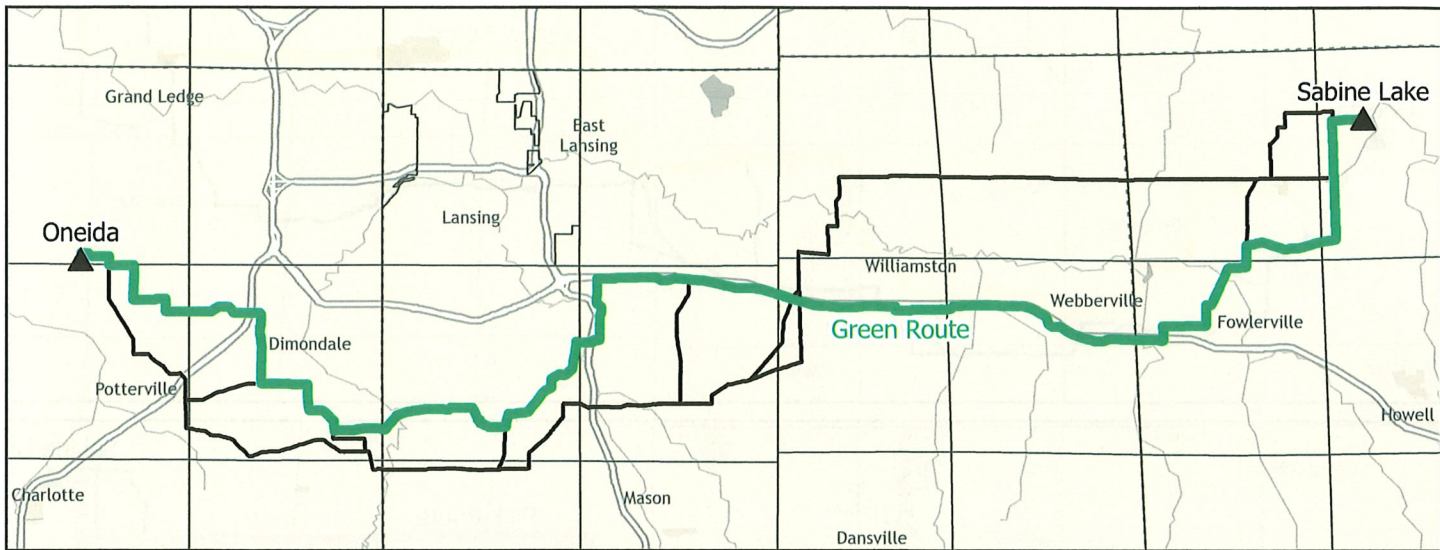 Sabine Lake
Grand Ledge
East
Lansing
Lansing
Oneida
Williamston
Webberville
Fowlerville
Green Route
Dimondale
Potterville
Howell
Charlotte
Mason
Dansville